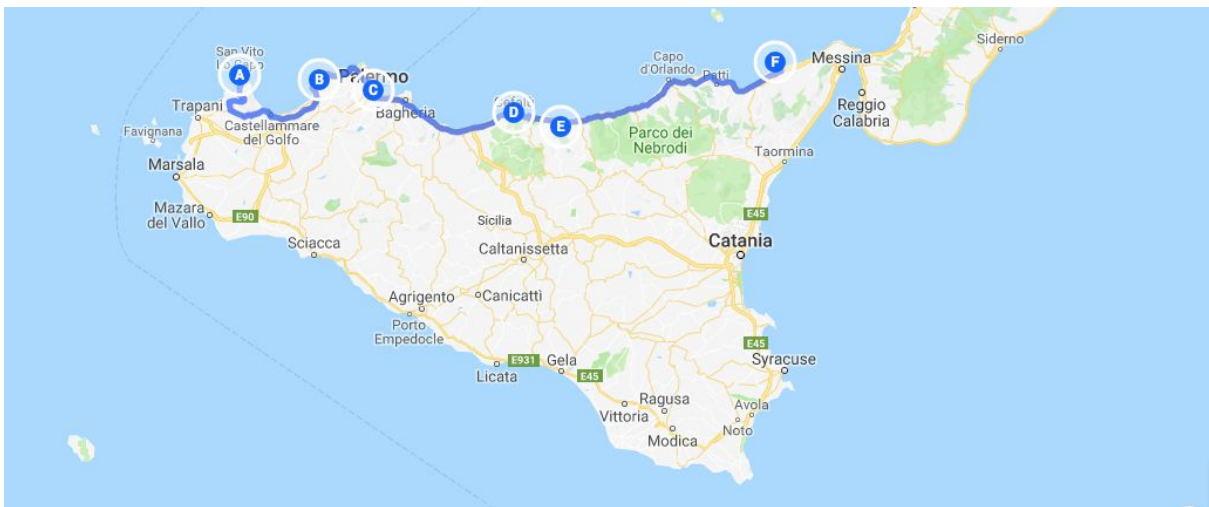 San Vito
Lo Capo
A
B
Palermo
C
Bagheria
Trapani
Castellammare
del Golfo
Favignana
Marsala
Mazara
del Vallo
E90
Sciacca
Cefalù
D
E
Capo
d'Orlando
Patti
F
Messina
Siderno
Reggio
Calabria
Parco dei
Nebrodi
Taormina
E45
Sicilia
Caltanissetta
Catania
Agrigento
Canicattì
Porto
Empedocle
E931
Gela
Licata
E45
E45
Syracuse
Ragusa
Vittoria
Modica
Avola
Noto